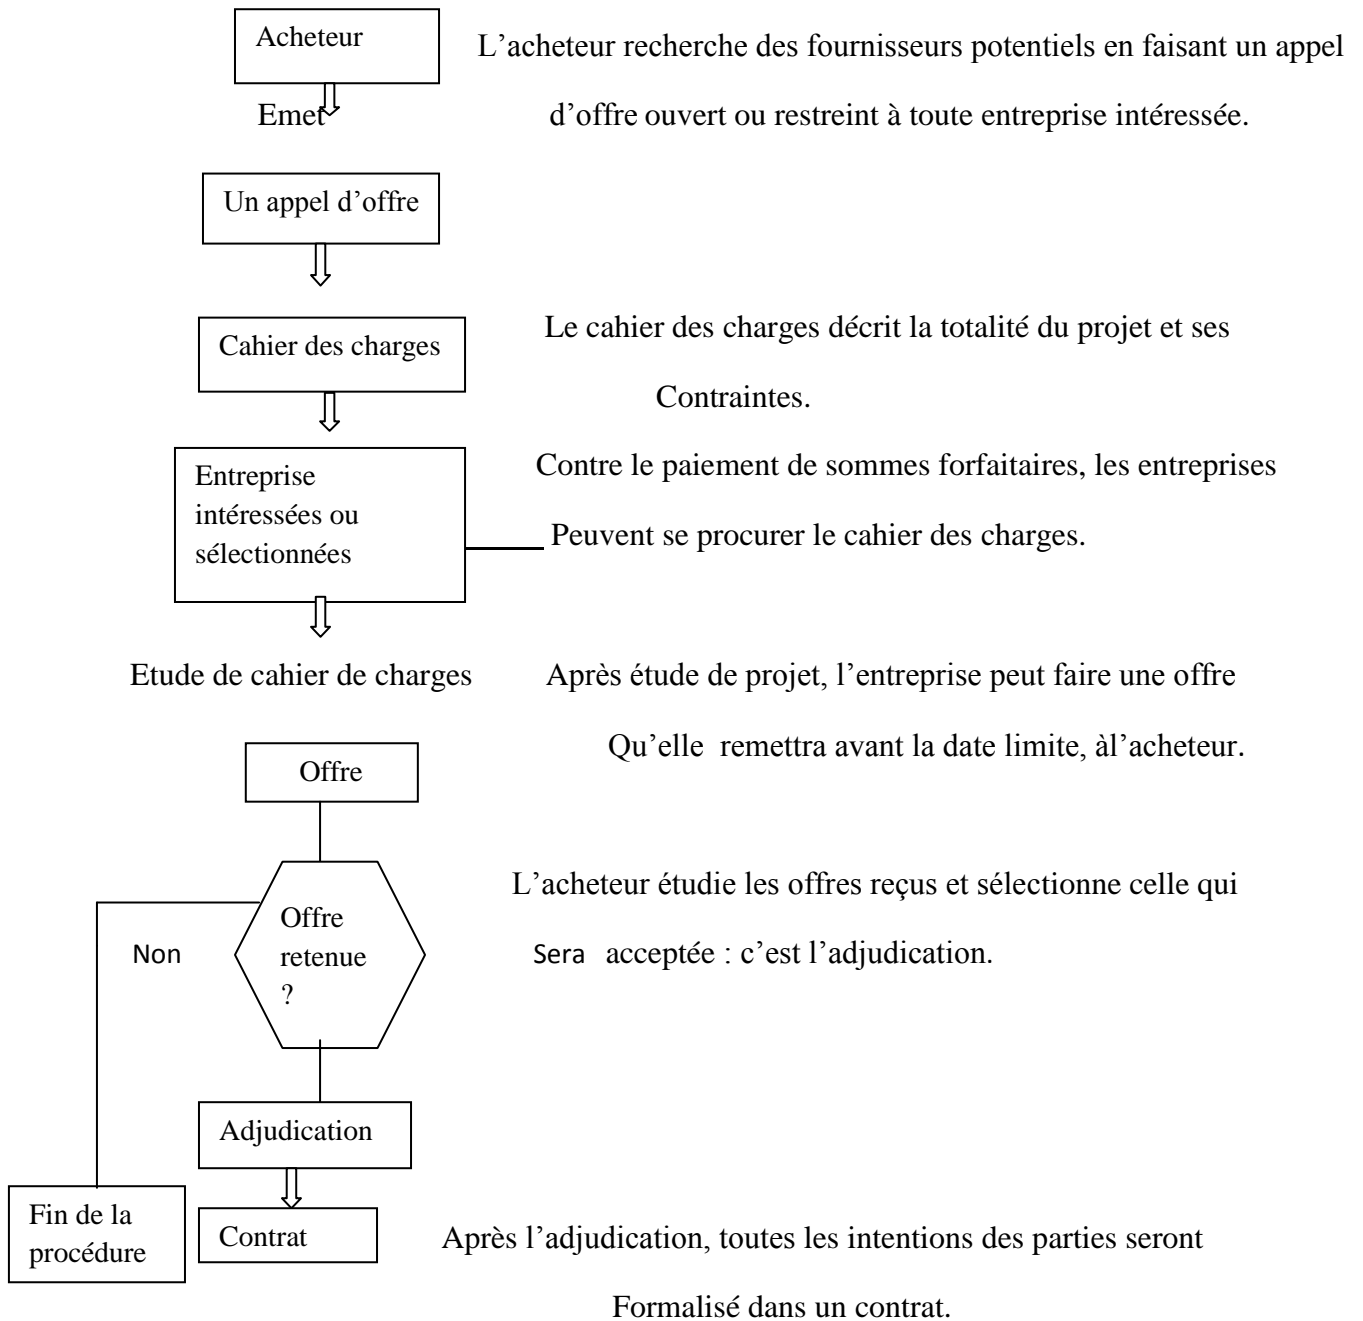 Acheteur
L’acheteur recherche des fournisseurs potentiels en faisant un appel
Emet
d’offre ouvert ou restreint à toute entreprise intéressée.
Un appel d’offre
Cahier des charges
Le cahier des charges décrit la totalité du projet et ses
Contraintes.
Entreprise
intéressées ou
sélectionnées
Contre le paiement de sommes forfaitaires, les entreprises
Peuvent se procurer le cahier des charges.
Etude de cahier de charges
Après étude de projet, l’entreprise peut faire une offre
Qu’elle remettra avant la date limite, àl’acheteur.
Offre
Offre
retenue
?
Non
L’acheteur étudie les offres reçus et sélectionne celle qui
Sera acceptée : c’est l’adjudication.
Adjudication
Fin de la
procédure
Contrat
Après l’adjudication, toutes les intentions des parties seront
Formalisé dans un contrat.